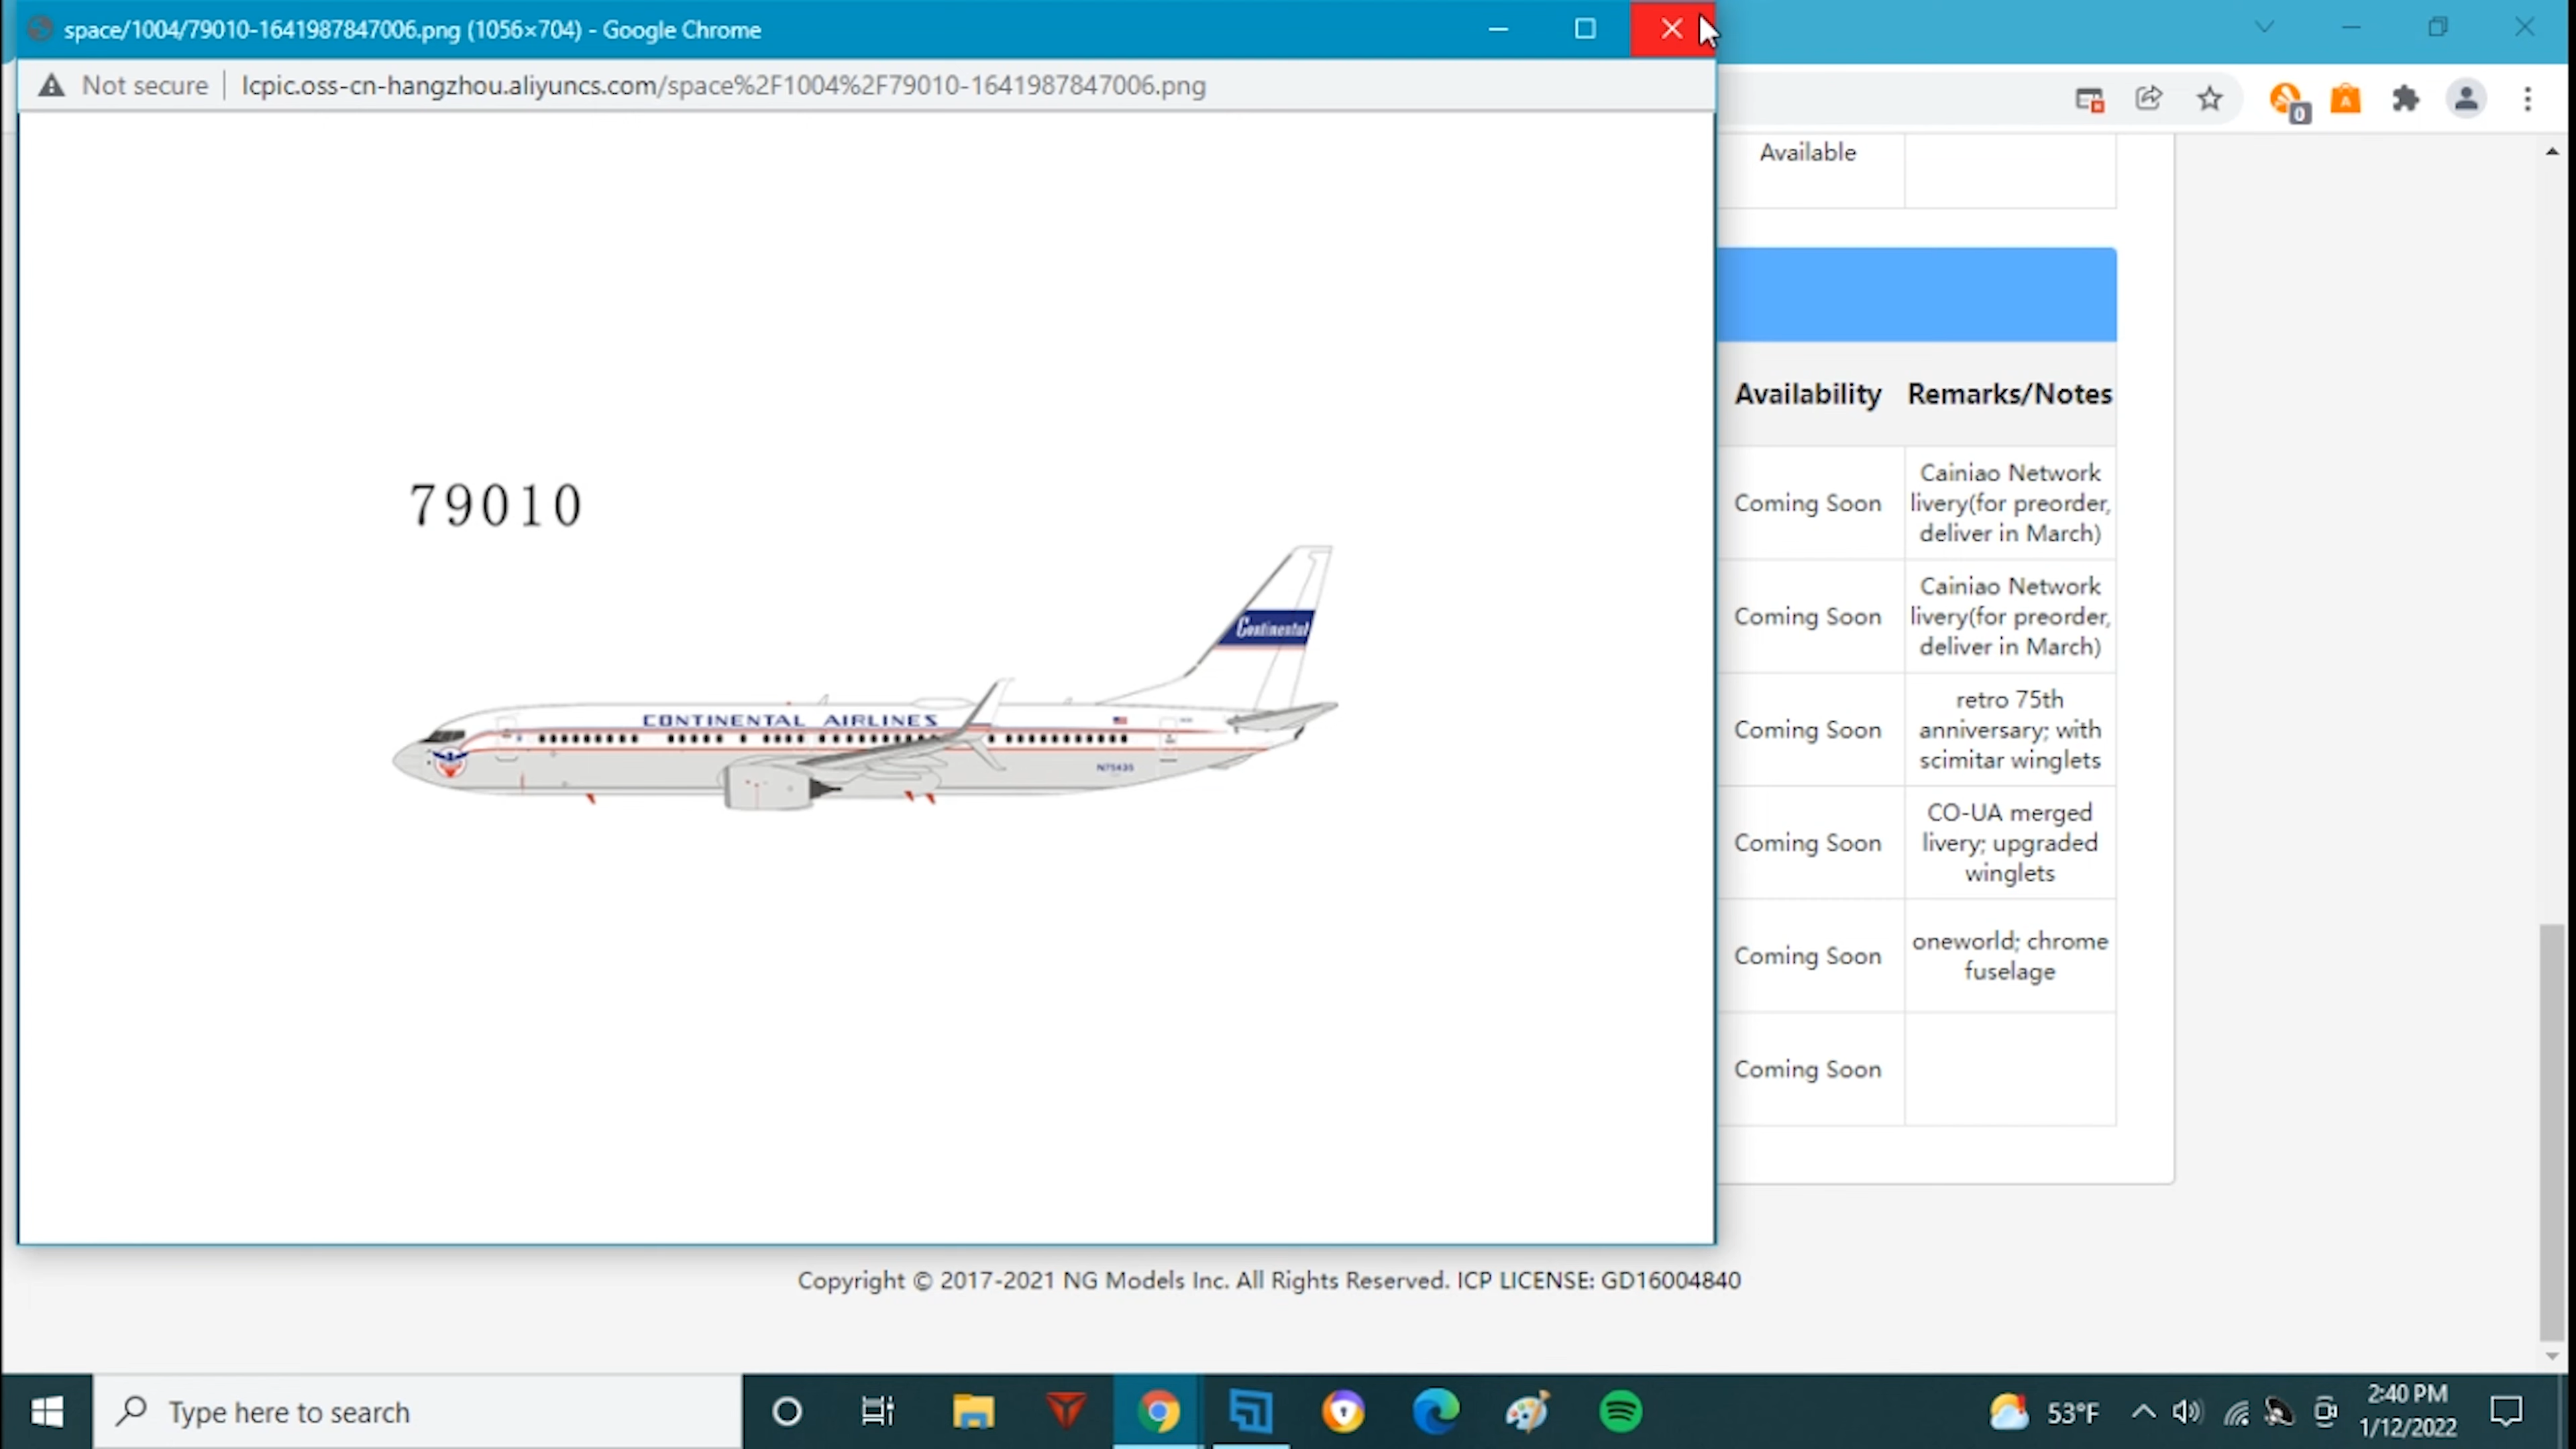 space/1004/79010-1641987847006.png (1056×704) - Google Chrome
Not secure
lcpic.oss-cn-hangzhou.aliyuncs.com/space%2F1004%2F79010-1641987847006.png
0
A
Available
Availability Remarks/Notes
Coming Soon
Cainiao Network
livery(for preorder,
deliver in March)
Coming Soon
Cainiao Network
livery(for preorder,
deliver in March)
Coming Soon
retro 75th
anniversary; with
scimitar winglets
Coming Soon
CO-UA merged
livery; upgraded
winglets
Coming Soon
oneworld; chrome
fuselage
Coming Soon
79010
Continental
CONTINENTAL AIRLINES
N75435
Copyright © 2017-2021 NG Models Inc. All Rights Reserved. ICP LICENSE: GD16004840
Type here to search
53°F
2:40 PM
1/12/2022